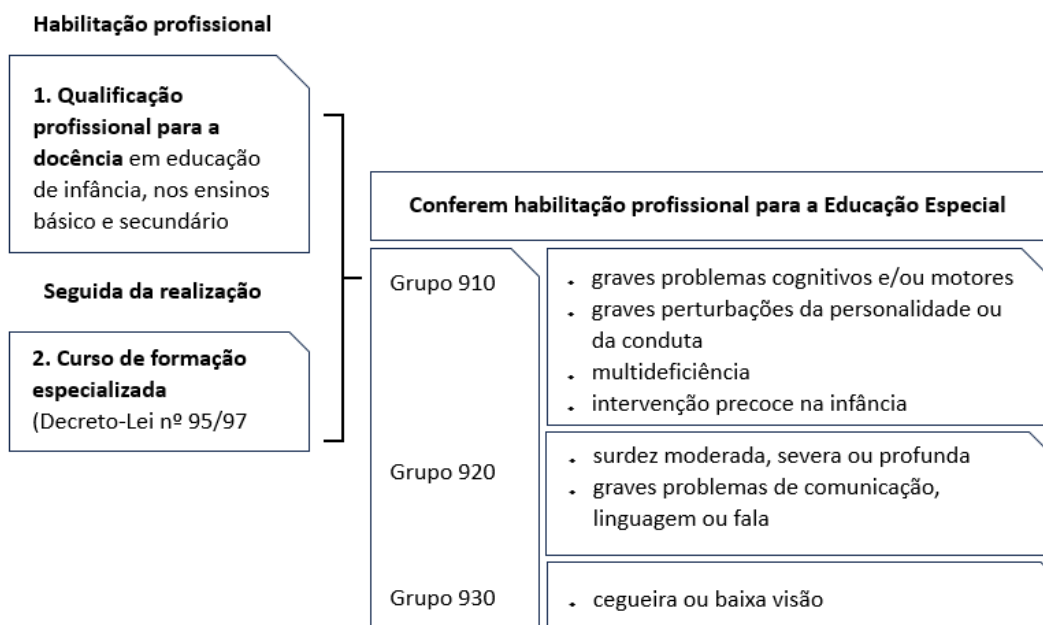 Habilitação profissional
1. Qualificação
profissional para a
docência em educação
de infância, nos ensinos
básico e secundário
Seguida da realização
2. Curso de formação
especializada
(Decreto-Lei nº 95/97
Conferem habilitação profissional para a Educação Especial
Grupo 910
• graves problemas cognitivos e/ou motores
• graves perturbações da personalidade ou
da conduta
• multideficiência
• intervenção precoce na infância
Grupo 920
• surdez moderada, severa ou profunda
• graves problemas de comunicação,
linguagem ou fala
Grupo 930
• cegueira ou baixa visão